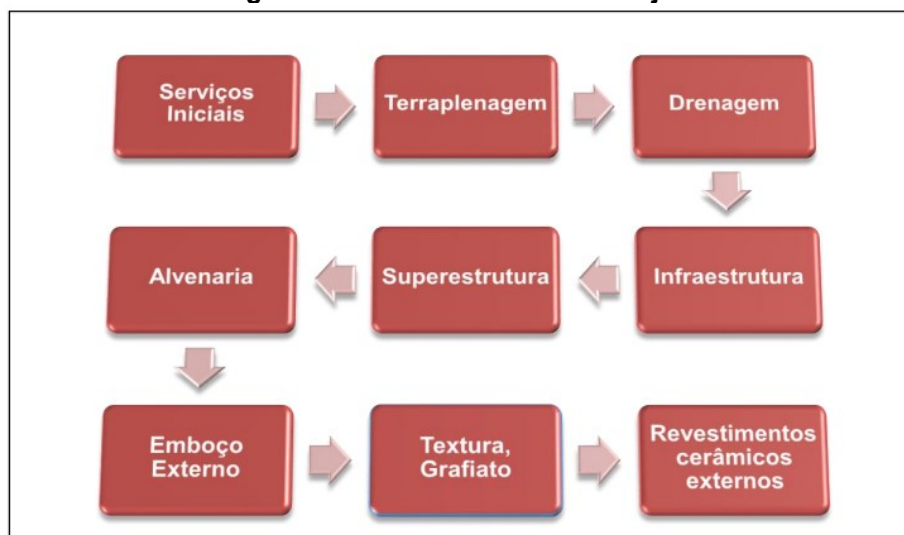 Serviços
Iniciais
Terraplenagem
Drenagem
Infraestrutura
Superestrutura
Alvenaria
Emboço
Externo
Textura,
Grafiato
Revestimentos
cerâmicos
externos